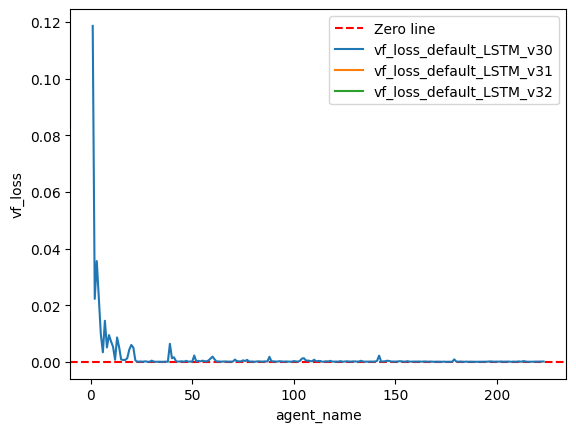 Zero line
vf_loss_default_LSTM_v30
vf_loss_default_LSTM_v31
vf_loss_default_LSTM_v32
vf_loss
0.12
0.10
0.08
0.06
0.04
0.02
0.00
0
50
100
150
200
agent_name